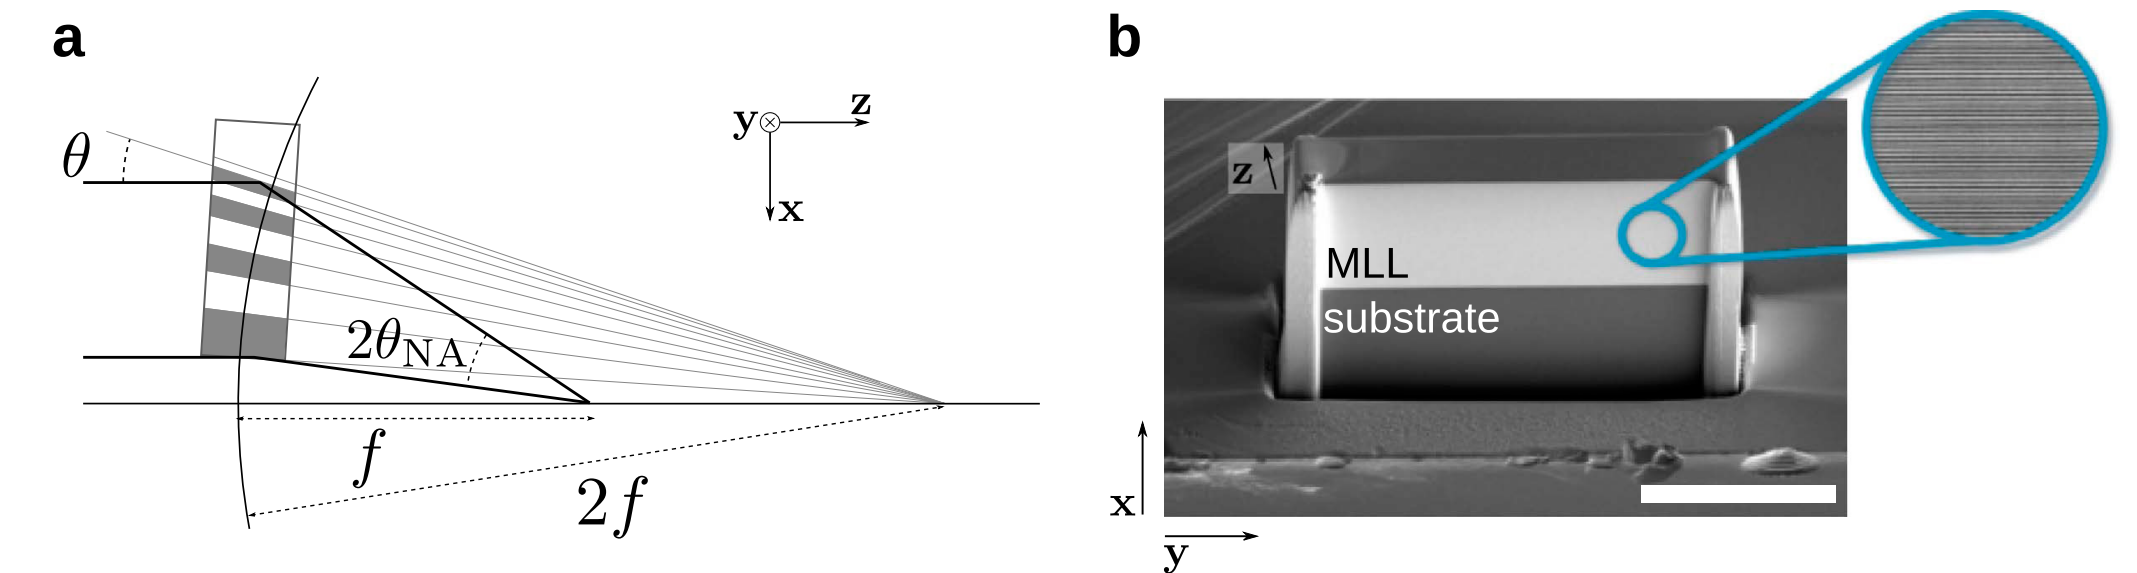 a
θ
y
z
x
2θNA
f
2f
b
z
MLL
substrate
x
y